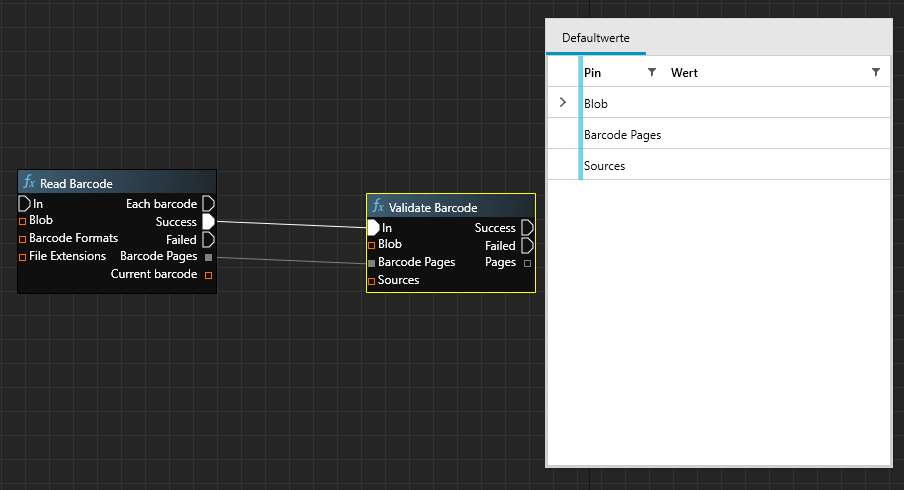 Defaultwerte
Pin Wert
Blob
Barcode Pages
Sources
fx Read Barcode
In Each barcode
Blob Success
Barcode Formats Failed
File Extensions Barcode Pages
Current barcode
fx Validate Barcode
In Success
Blob Failed
Barcode Pages Pages
Sources